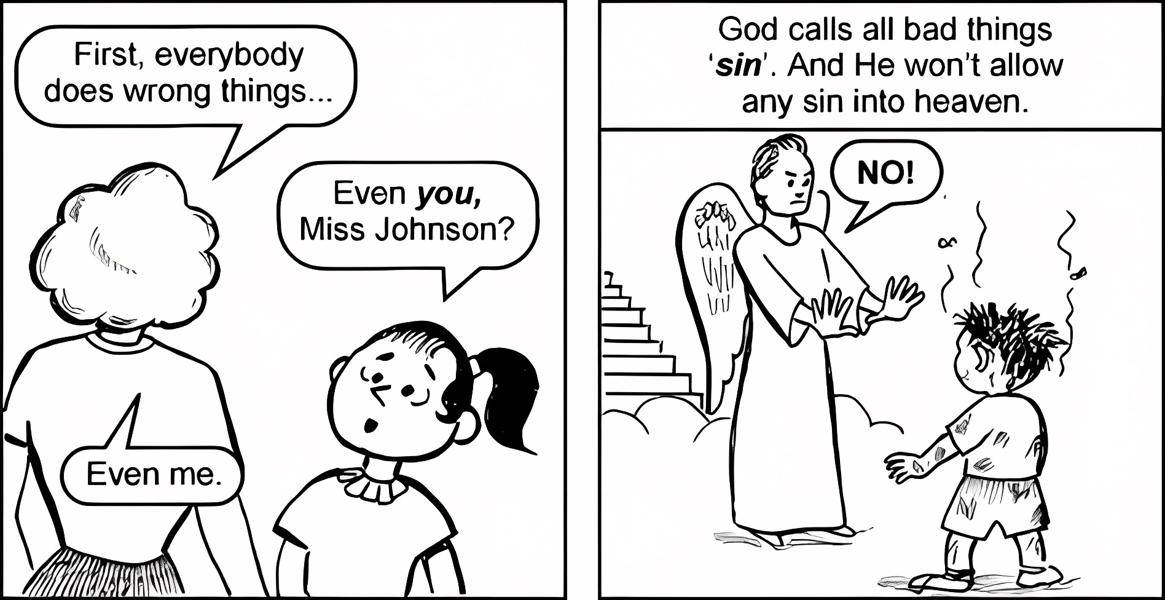 First, everybody
does wrong things...
Even you,
Miss Johnson?
Even me.
God calls all bad things
‘sin’. And He won’t allow
any sin into heaven.
NO!